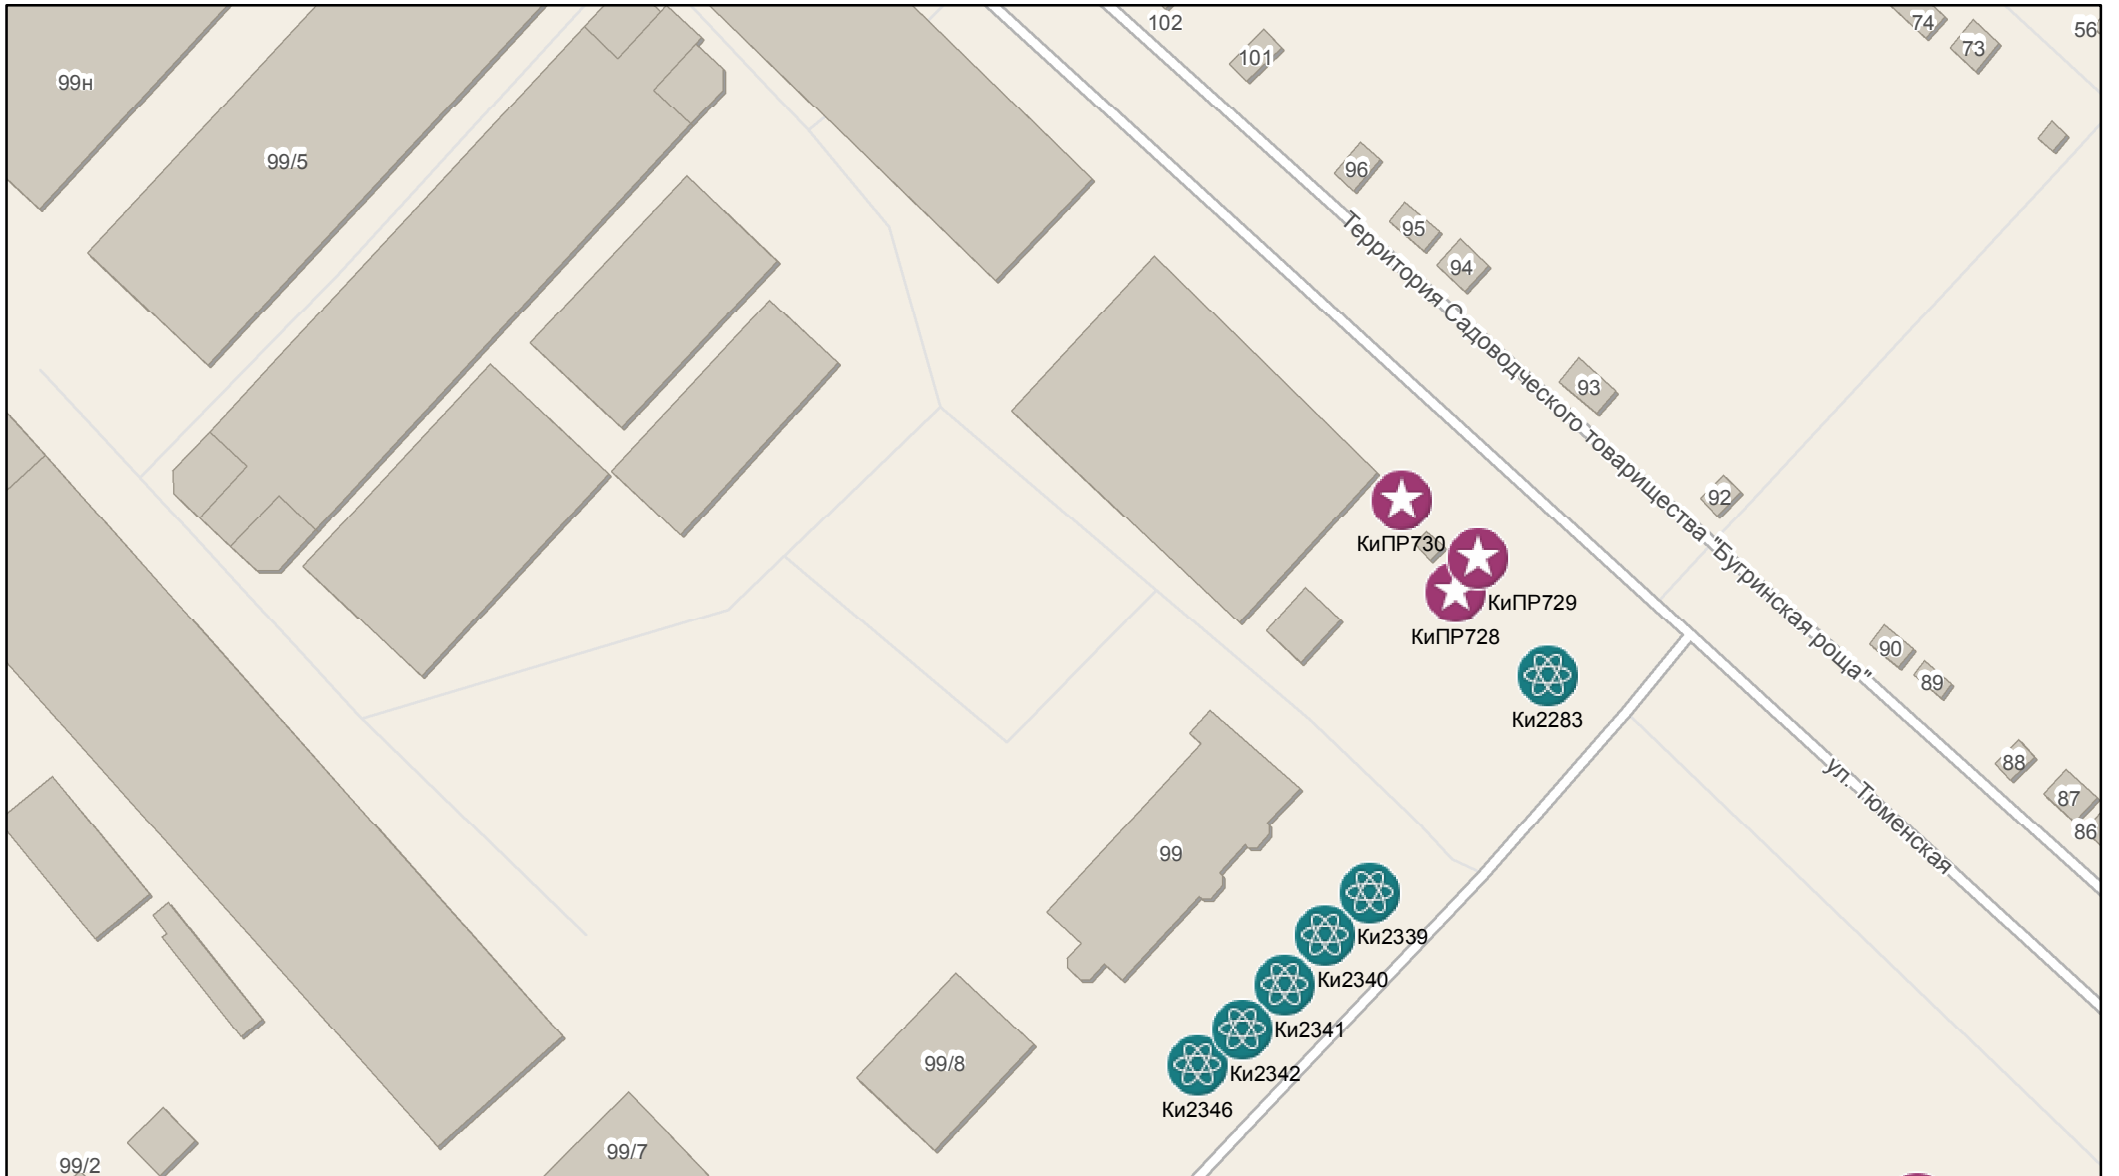 102
74
56
101
73
99н
99/5
96
95
94
Территория Садоводческого товарищества "Бугринская роща"
93
92
КиПР730
КиПР729
КиПР728
90
89
Ки2283
88
87
86
ул. Тюменская
99
Ки2339
Ки2340
Ки2341
Ки2342
Ки2346
99/8
99/7
99/2